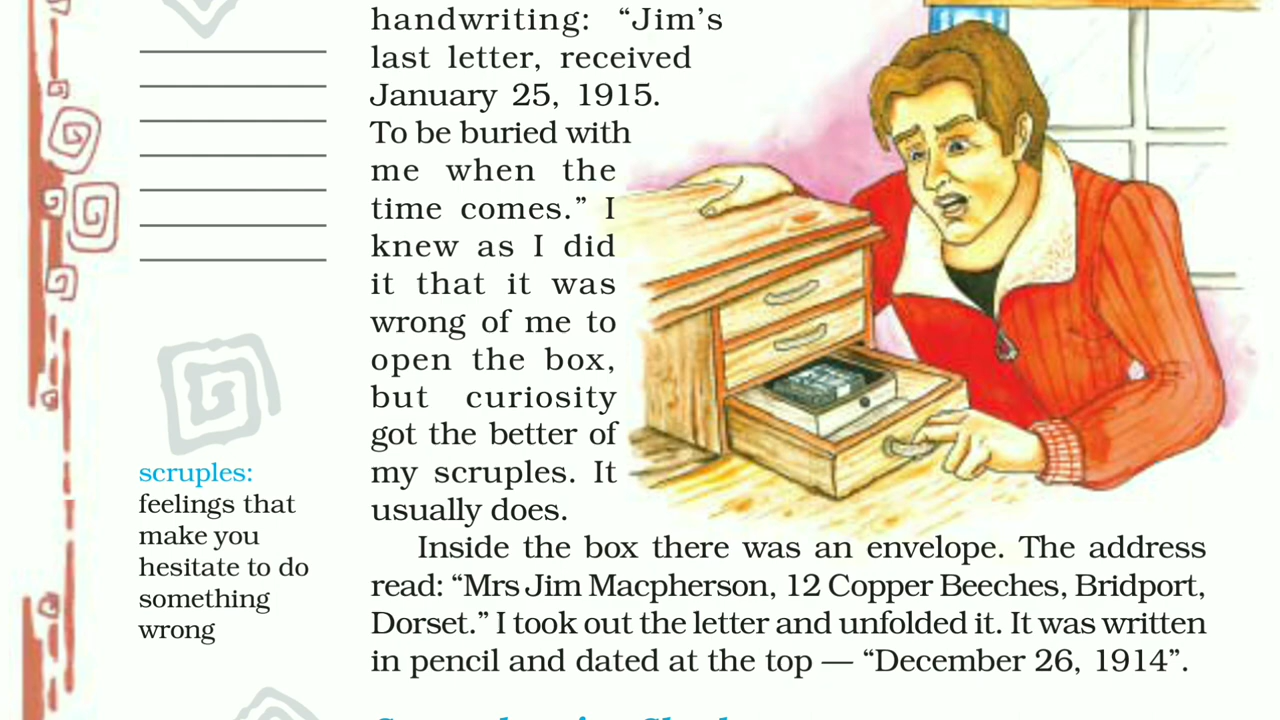 handwriting: “Jim’s
last letter, received
January 25, 1915.
To be buried with
me when the
time comes.” I
knew as I did
it that it was
wrong of me to
open the box,
but curiosity
got the better of
my scruples. It
usually does.
scruples:
feelings that
make you
hesitate to do
something
wrong
Inside the box there was an envelope. The address
read: “Mrs Jim Macpherson, 12 Copper Beeches, Bridport,
Dorset.” I took out the letter and unfolded it. It was written
in pencil and dated at the top — “December 26, 1914”.